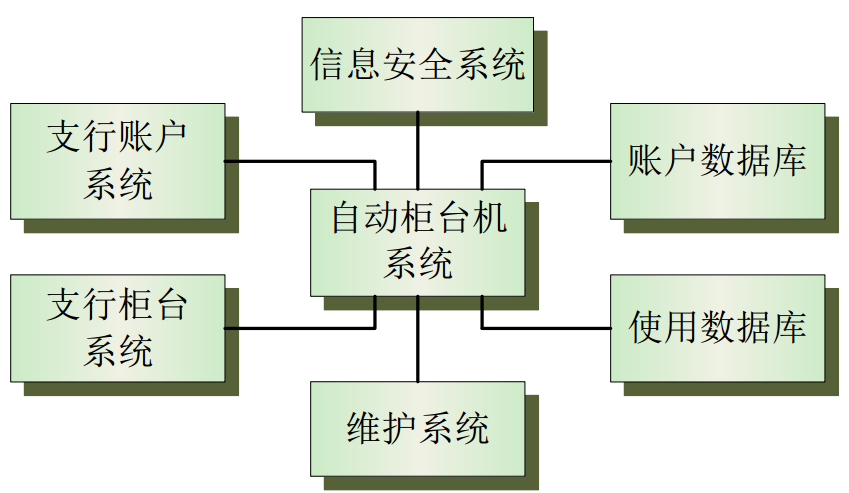 信息安全系统
支行账户
系统
账户数据库
自动柜台机
系统
支行柜台
系统
使用数据库
维护系统